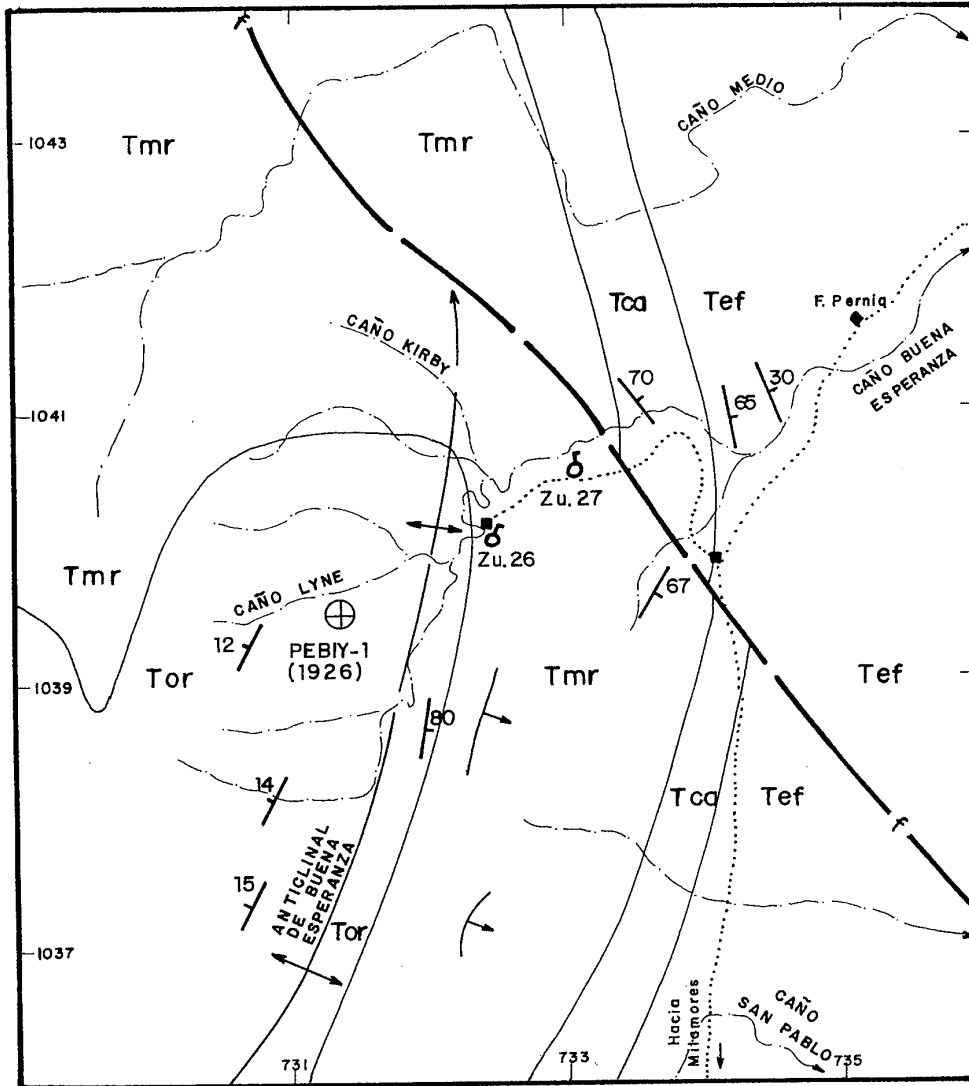 f
1043
Tmr
Tmr
CAÑO MEDIO
Tca
Tef
F. Perniq
CAÑO KIRBY
CAÑO BUENA
ESPERANZA
70
30
65
1041
Zu. 27
Zu. 26
Tmr
CAÑO LYNE
67
12
PEBIY-1
(1926)
Tor
Tmr
Tef
1039
80
14
Tca
Tef
f
15
ANTICLINAL
DE BUENA
ESPERANZA
Tor
1037
Hacia
Mitamores
CAÑO
SAN PABLO
731
733
735